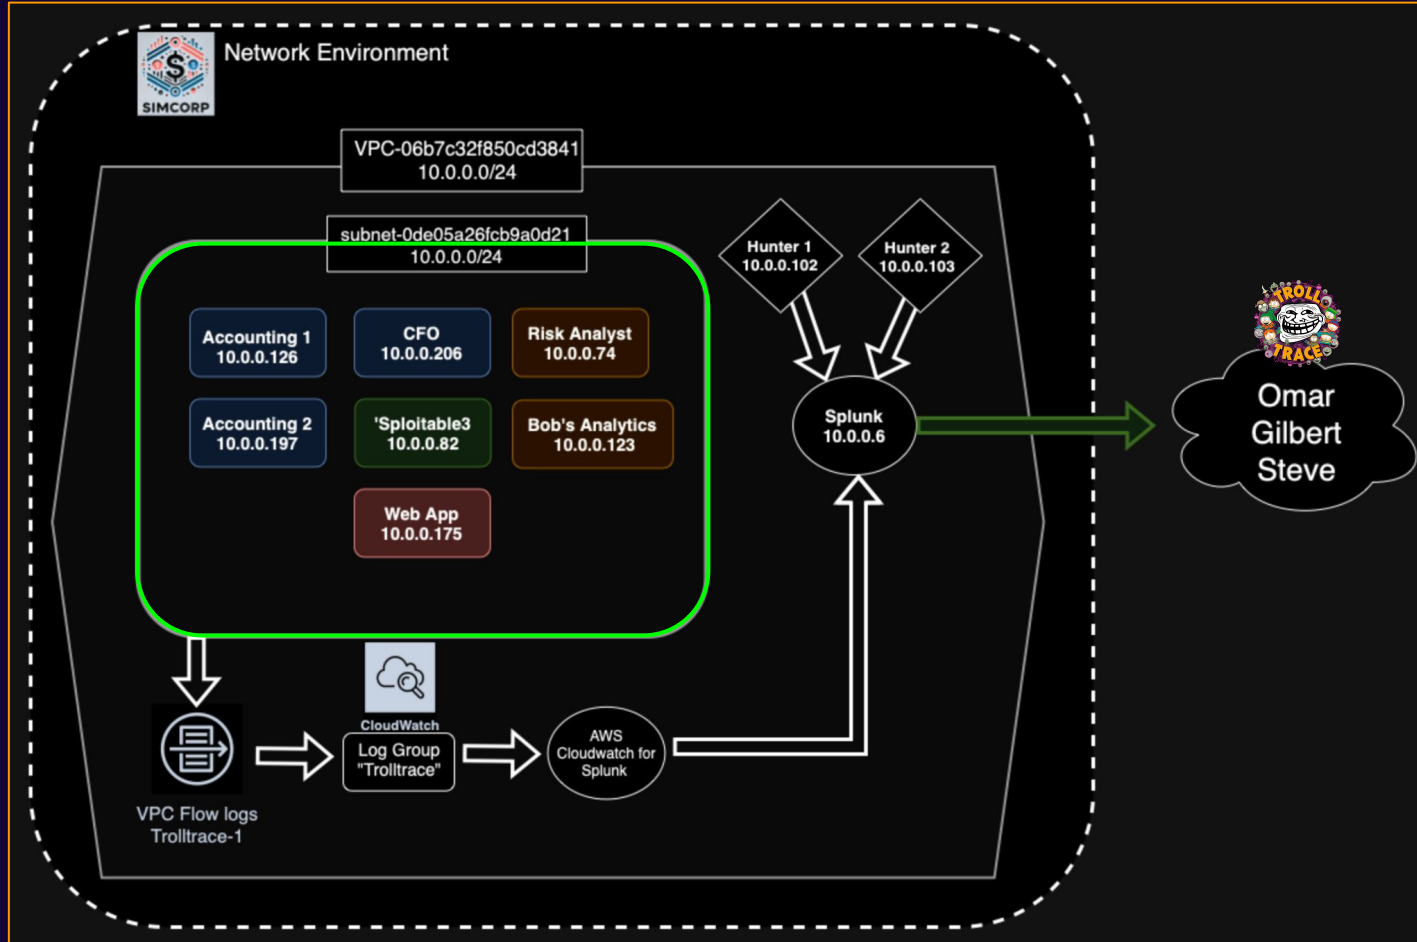 SIMCORP
Network Environment
VPC-06b7c32f850cd3841
10.0.0.0/24
subnet-0de05a26fcb9a0d21
10.0.0.0/24
Accounting 1
10.0.0.126
CFO
10.0.0.206
Risk Analyst
10.0.0.74
Accounting 2
10.0.0.197
'Sploitable3
10.0.0.82
Bob's Analytics
10.0.0.123
Web App
10.0.0.175
Hunter 1
10.0.0.102
Hunter 2
10.0.0.103
Splunk
10.0.0.6
TROLL
TRACE
Omar
Gilbert
Steve
VPC Flow logs
Trolltrace-1
CloudWatch
Log Group
"Trolltrace"
AWS
Cloudwatch for
Splunk